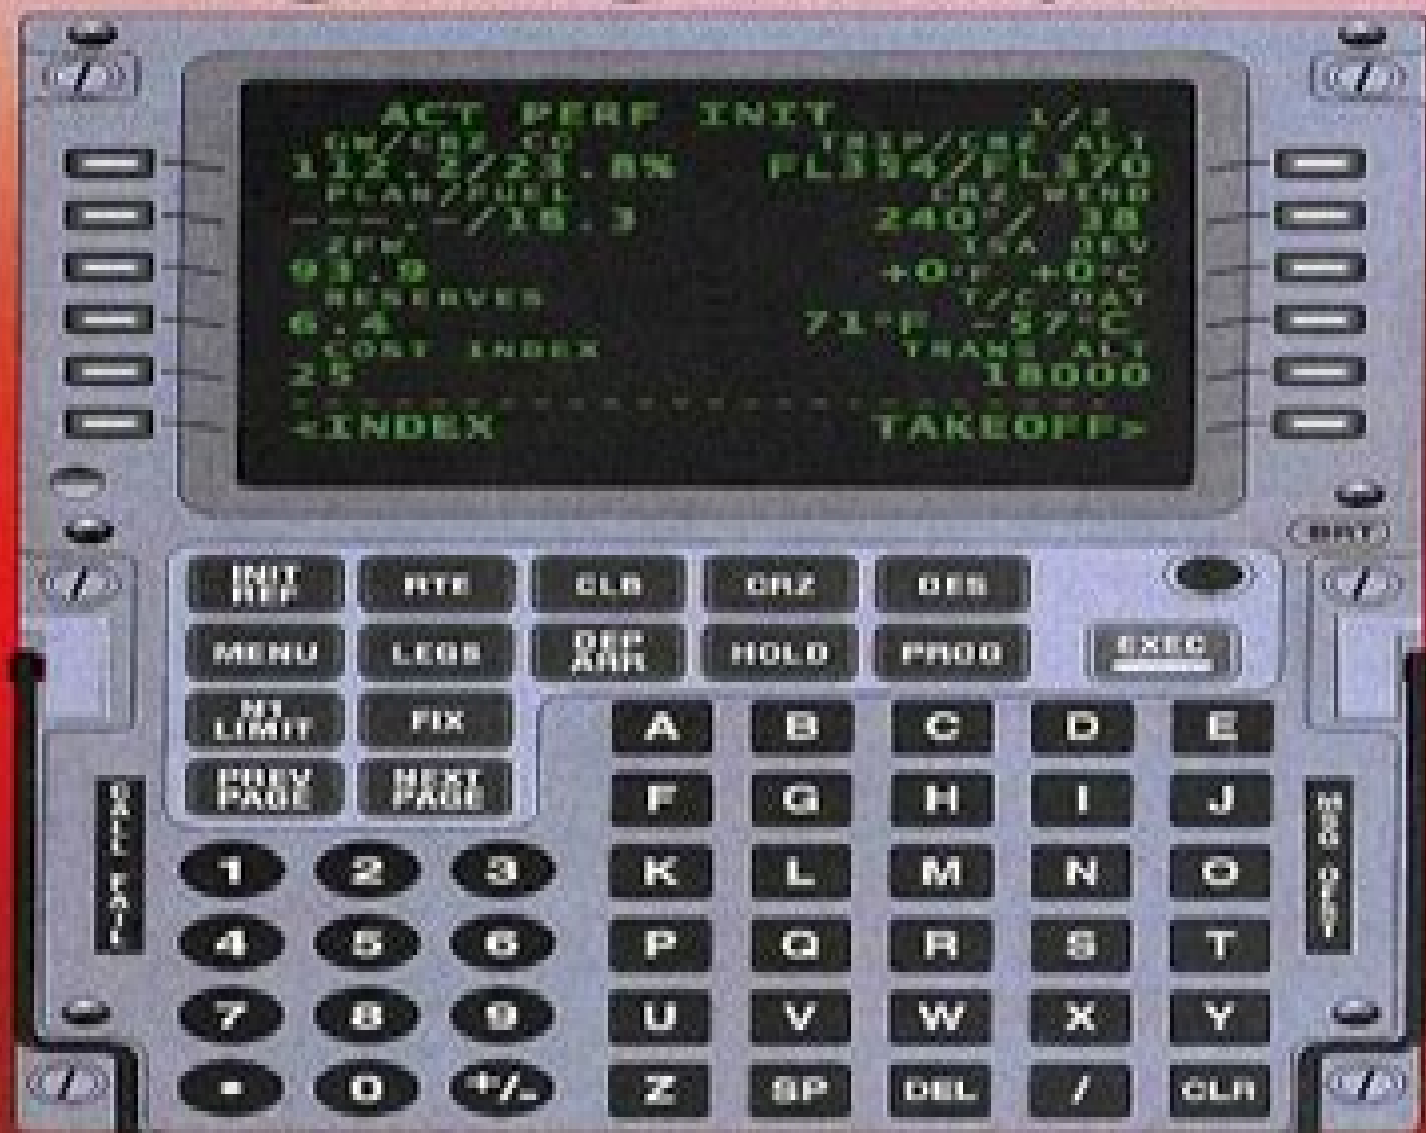 ACT PERF INIT 1/2
GW/CRZ CG TRIP/CRZ ALT
112.2/23.8% FL334/FL370
PLAN/FUEL CRZ WIND
---.-/18.3 240°/ 18
ZFW ISA DEV
93.9 +0°F +0°C
RESERVES T/C OAT
6.4 71°F -57°C
COST INDEX TRANS ALT
25 18000
<INDEX TAKEOFF>
BRT
INIT REF RTE CLB CRZ DES
MENU LEGS DEP ARR HOLD PROG EXEC
N1 LIMIT FIX
PREV PAGE NEXT PAGE
A B C D E
F G H I J
1 2 3 K L M N O
4 5 6 P Q R S T
7 8 9 U V W X Y
. 0 +/- Z SP DEL / CLR
CALL FAIL
MSG OFST